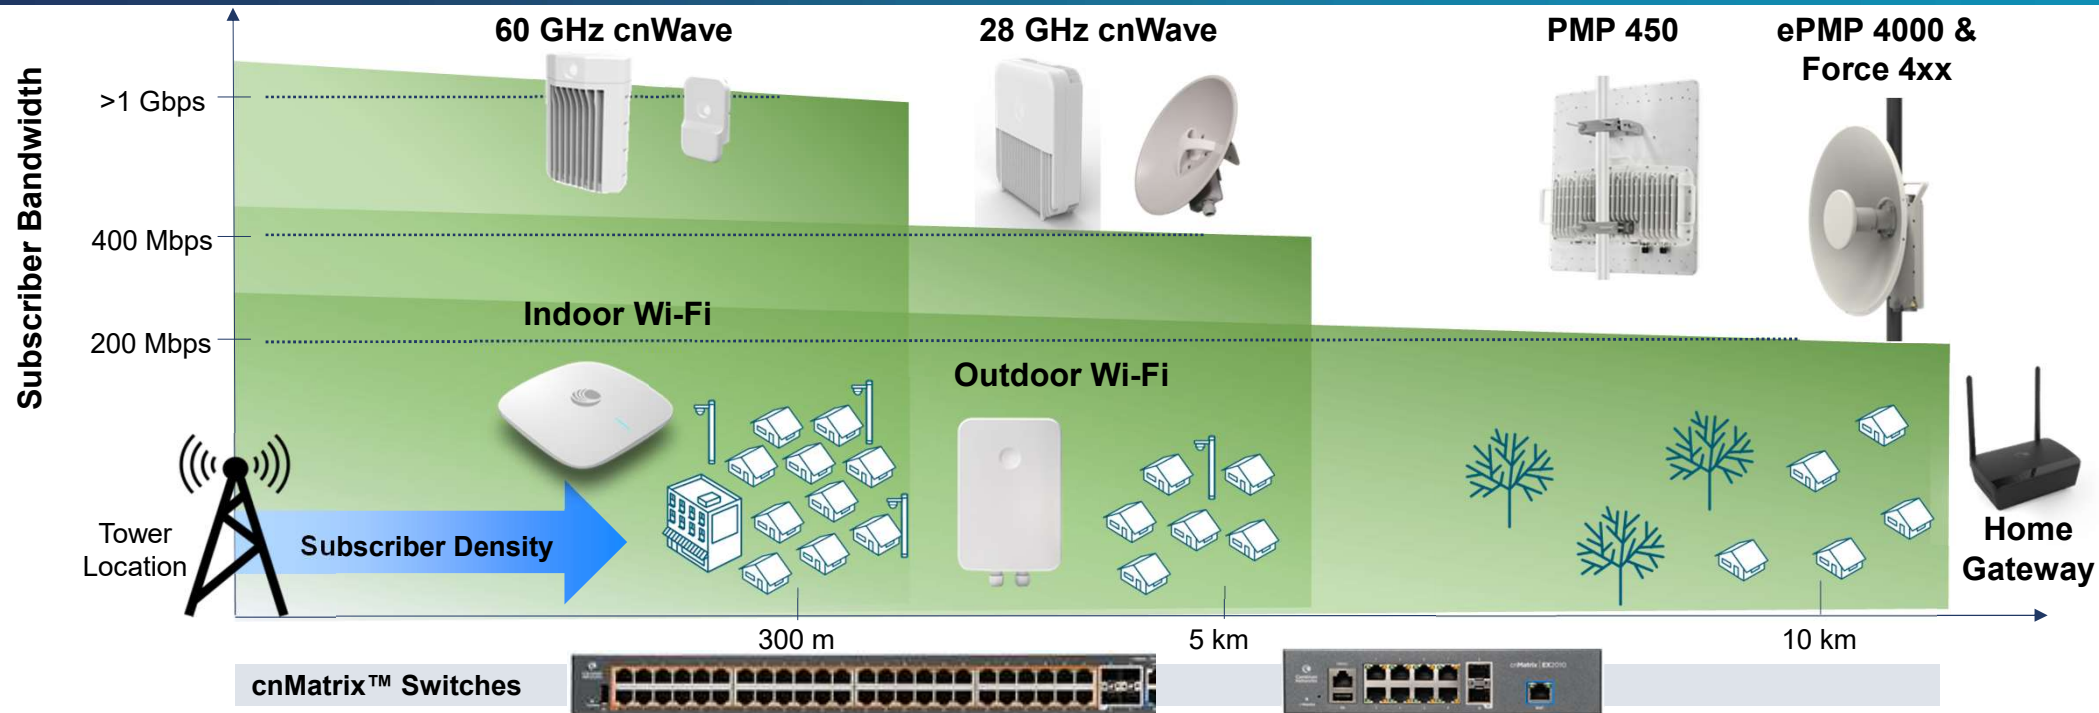 60 GHz cnWave
28 GHz cnWave
PMP 450
ePMP 4000 &
Force 4xx
Subscriber Bandwidth
>1 Gbps
400 Mbps
200 Mbps
Indoor Wi-Fi
Outdoor Wi-Fi
Tower
Location
Subscriber Density
Home
Gateway
300 m
5 km
10 km
cnMatrix™ Switches
cnMatrix | EX2010